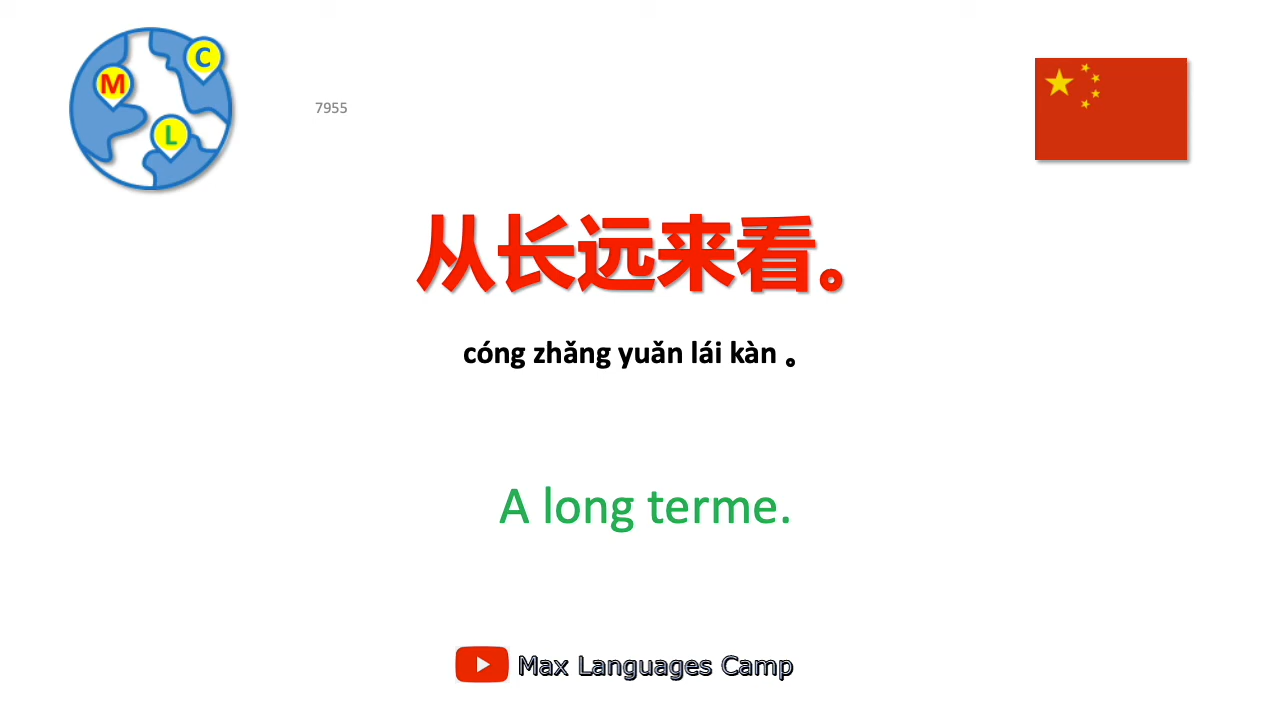 M
C
L
7955
从长远来看。
cóng zhǎng yuǎn lái kàn 。
A long terme.
Max Languages Camp